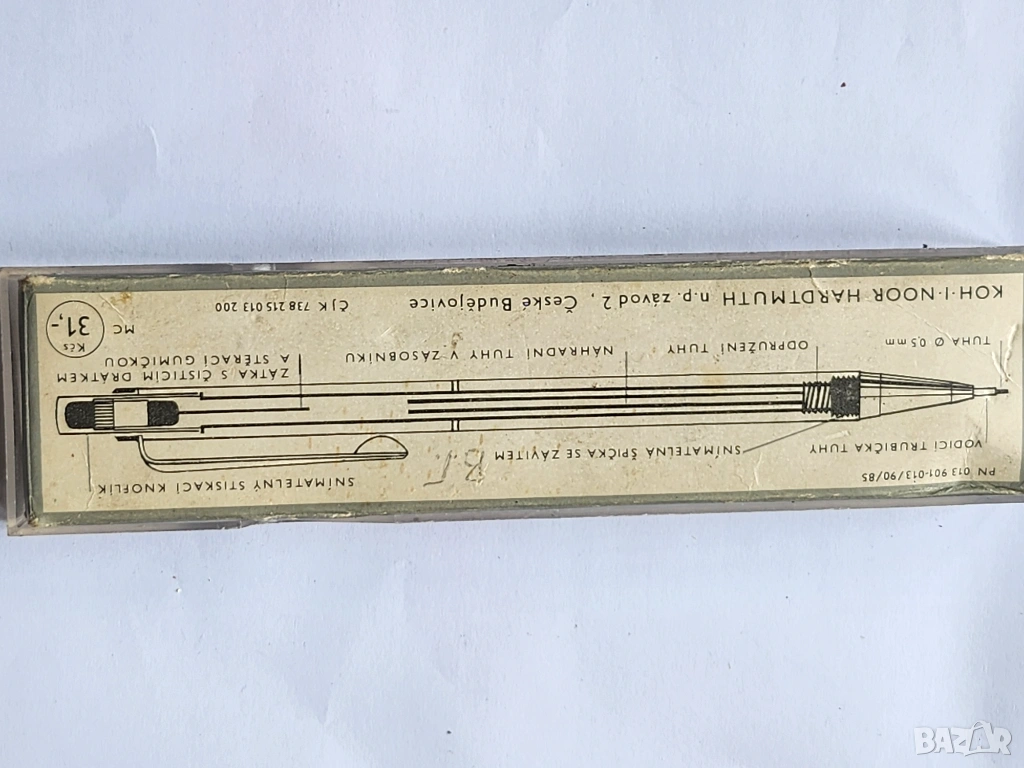 PN 013 901-013/90/85
VODICÍ TRUBIČKA TUHY
SNÍMATELNÁ ŠPIČKA SE ZÁVITEM
SNÍMATELNÝ STISKACÍ KNOFLÍK
TUHA Ø 0,5 mm
ODPRUŽENÍ TUHY
NÁHRADNÍ TUHY V ZÁSOBNÍKU
ZÁTKA S ČISTICÍM DRÁTKEM
A STĚRACÍ GUMIČKOU
KOH-I-NOOR HARDTMUTH n.p. závod 2, České Budějovice
ČJK 738 215 013 200
MC
Kčs
31,-
BAZAR